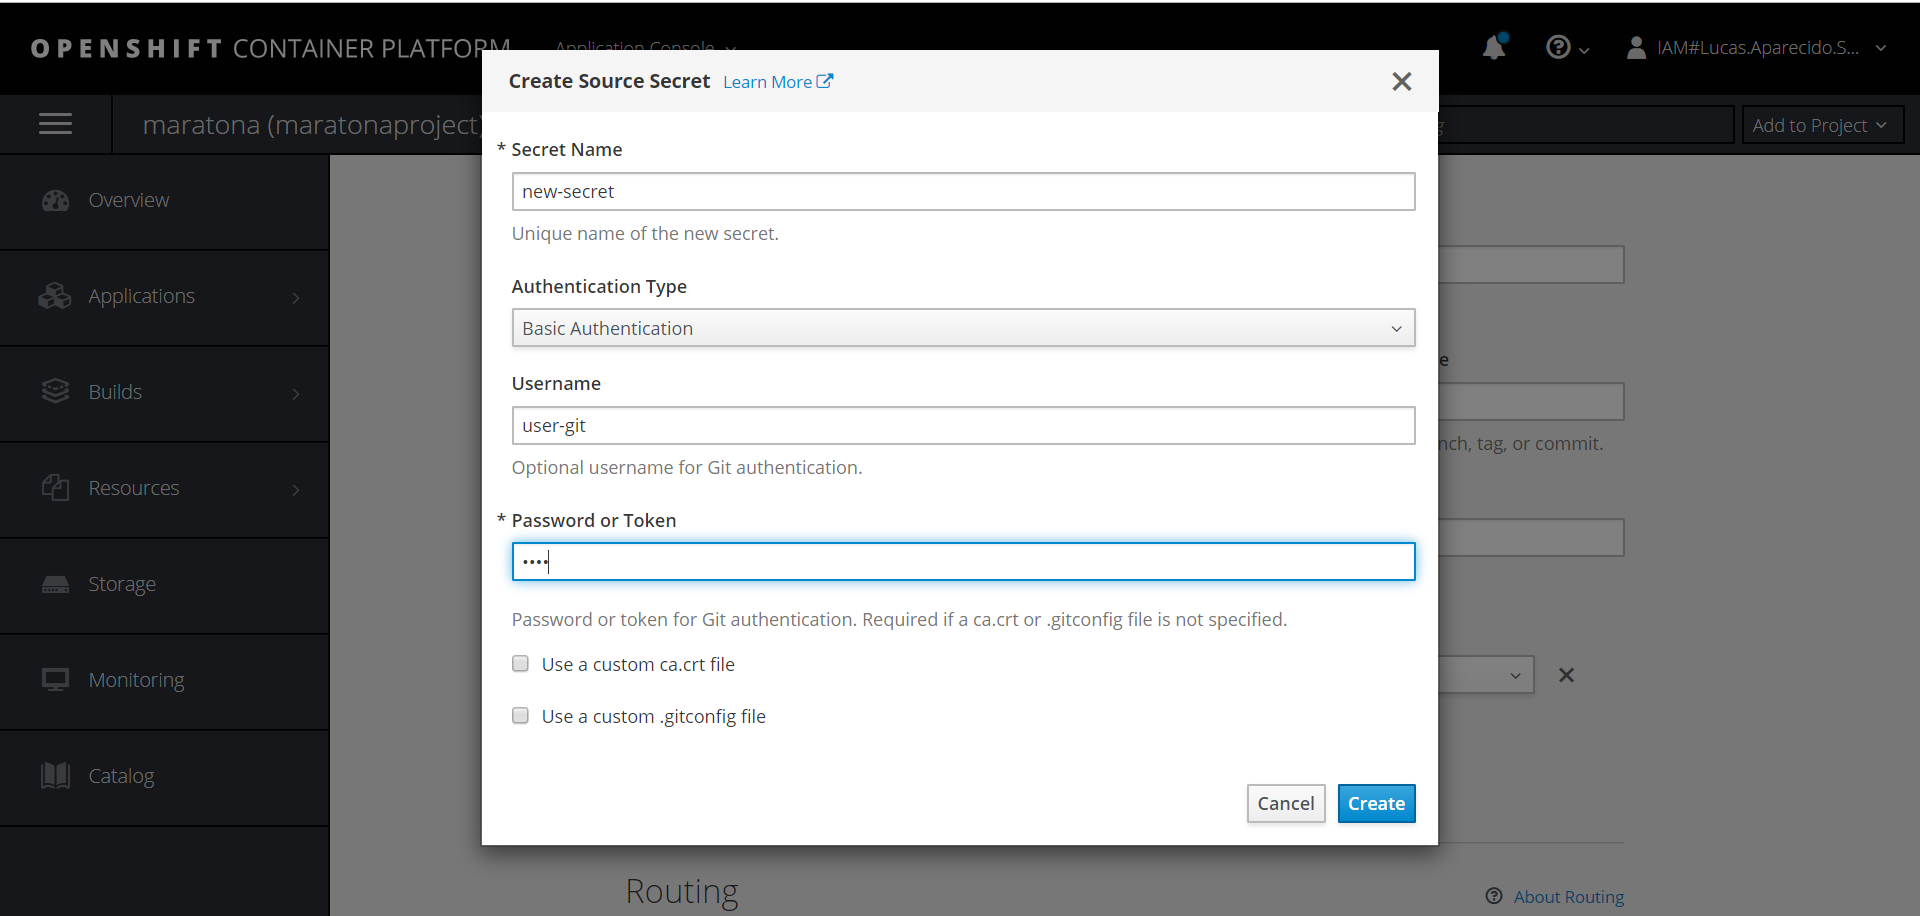 OPENSHIFT CONTAINER PLATFORM
Application Console
IAM#Lucas.Aparecido.S...
maratona (maratonaproject)
Add to Project
Overview
Applications
Builds
Resources
Storage
Monitoring
Catalog
Create Source Secret Learn More
* Secret Name
new-secret
Unique name of the new secret.
Authentication Type
Basic Authentication
Username
user-git
Optional username for Git authentication.
* Password or Token
••••
Password or token for Git authentication. Required if a ca.crt or .gitconfig file is not specified.
Use a custom ca.crt file
Use a custom .gitconfig file
Cancel Create
e
nch, tag, or commit.
Routing
About Routing